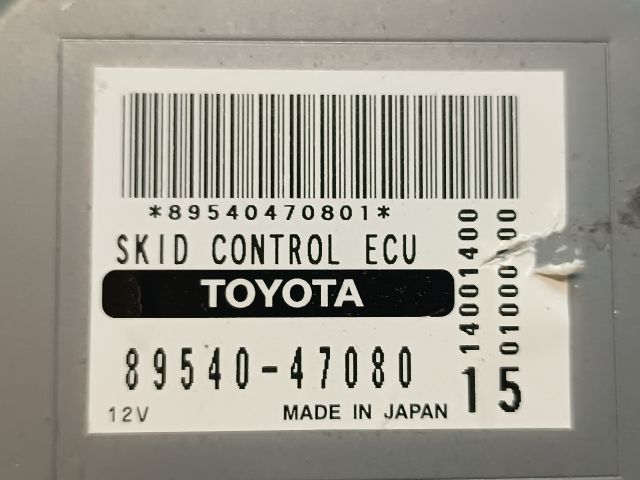 *89540470801*
SKID CONTROL ECU
TOYOTA
89540-47080
12V
MADE IN JAPAN
14001400
15